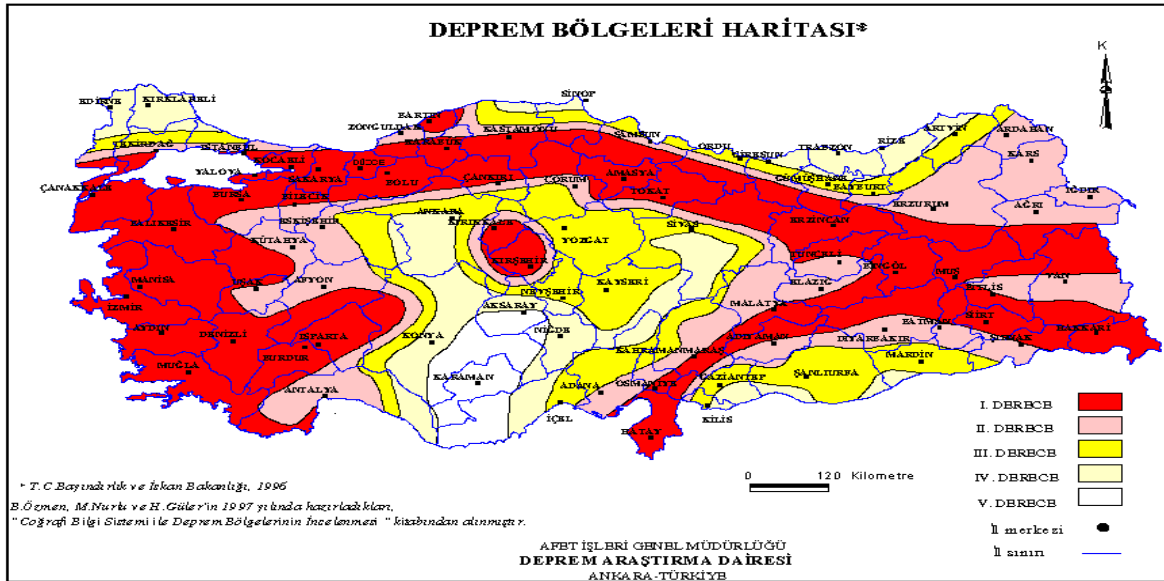 DEPREM BÖLGELERİ HARİTASI*
K
SİNOP
EDİRNE
KIRKLARELİ
BARTIN
ZONGULDAK
KASTAMONU
SAMSUN
ARTVİN
ARDAHAN
TEKİRDAĞ
İSTANBUL
KARABUK
ORDU
GİRESUN
TRABZON
RİZE
KARS
KOCAELİ
SAKARYA
DÜZCE
BOLU
YALOVA
ÇANKIRI
ÇORUM
AMASYA
TOKAT
GÜMÜŞHANE
BAYBURT
ÇANAKKALE
BURSA
BİLECİK
ERZURUM
AĞRI
IĞDIR
BALIKESİR
ESKİŞEHİR
ANKARA
KIRIKKALE
YOZGAT
SİVAS
ERZİNCAN
KÜTAHYA
KIRŞEHİR
TUNCELİ
BİNGÖL
MUŞ
VAN
MANİSA
UŞAK
AFYON
NEVŞEHİR
KAYSERİ
ELAZIĞ
BİTLİS
İZMİR
AKSARAY
MALATYA
AYDIN
DENİZLİ
ISPARTA
BURDUR
KONYA
NİĞDE
KAHRAMANMARAŞ
ADIYAMAN
DİYARBAKIR
BATMAN
SİİRT
ŞIRNAK
HAKKARİ
MUĞLA
ANTALYA
KARAMAN
ADANA
OSMANİYE
GAZİANTEP
ŞANLIURFA
MARDİN
İÇEL
KİLİS
HATAY
I. DERECE
II. DERECE
III. DERECE
IV. DERECE
V. DERECE
İl merkezi
İl sınırı
0 120 Kilometre
* T.C.Bayındırlık ve İskan Bakanlığı, 1996
B.Özmen, M.Nurlu ve H.Güler'in 1997 yılında hazırladıkları,
" Coğrafi Bilgi Sistemi ile Deprem Bölgelerinin İncelenmesi " kitabından alınmıştır.
AFET İŞLERİ GENEL MÜDÜRLÜĞÜ
DEPREM ARAŞTIRMA DAİRESİ
ANKARA-TÜRKİYE